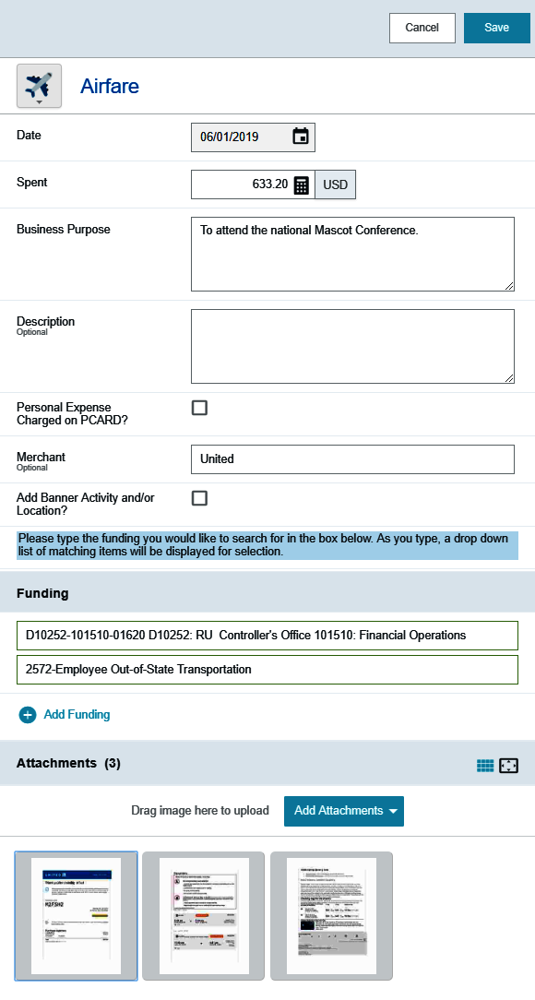 Cancel
Save
Airfare
Date
06/01/2019
Spent
633.20
USD
Business Purpose
To attend the national Mascot Conference.
Description
Optional
Personal Expense
Charged on PCARD?
Merchant
Optional
United
Add Banner Activity and/or
Location?
Please type the funding you would like to search for in the box below. As you type, a drop down
list of matching items will be displayed for selection.
Funding
D10252-101510-01620 D10252: RU  Controller's Office 101510: Financial Operations
2572-Employee Out-of-State Transportation
Add Funding
Attachments (3)
Drag image here to upload
Add Attachments
UNITED